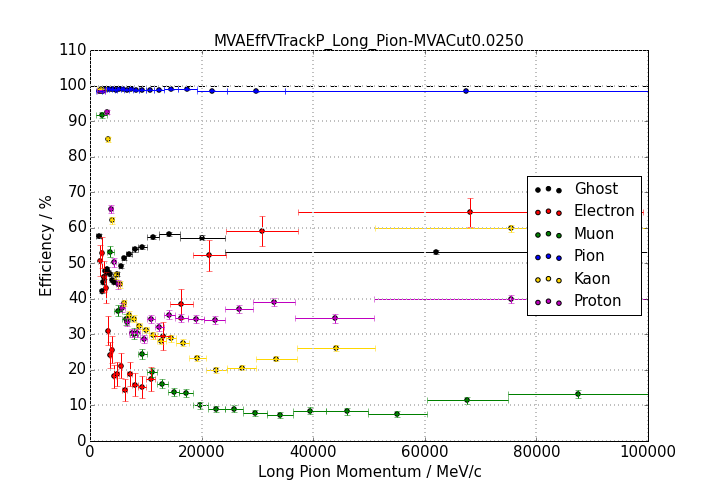 MVAEffVTrackP_Long_Pion-MVACut0.0250
110
100
90
80
70
60
50
40
30
20
10
0
Efficiency / %
Ghost
Electron
Muon
Pion
Kaon
Proton
0 20000 40000 60000 80000 100000
Long Pion Momentum / MeV/c